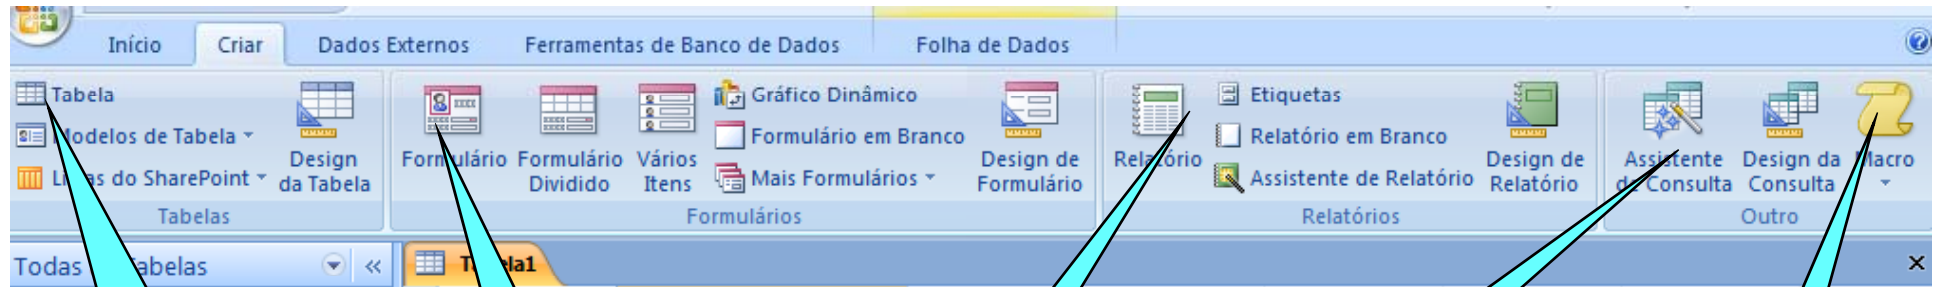 Início Criar Dados Externos Ferramentas de Banco de Dados Folha de Dados
Tabela
Modelos de Tabela
Listas do SharePoint
Design
da Tabela
Tabelas
Formulário
Formulário
Dividido
Vários
Itens
Gráfico Dinâmico
Formulário em Branco
Mais Formulários
Design de
Formulário
Formulários
Relatório
Etiquetas
Relatório em Branco
Assistente de Relatório
Design de
Relatório
Relatórios
Assistente
de Consulta
Design da
Consulta
Macro
Outro
Todas Tabelas
Tabela1